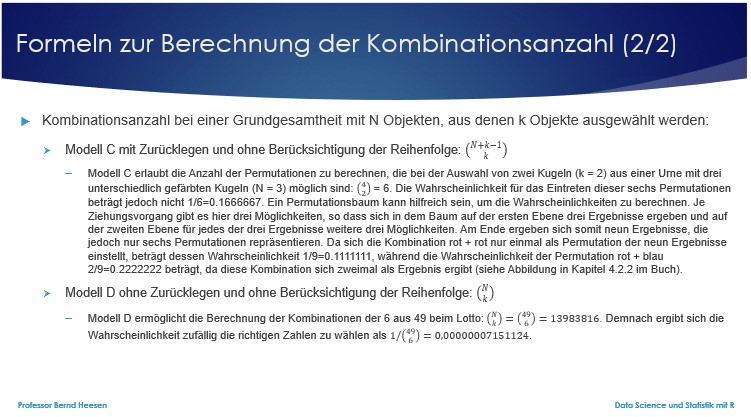 Formeln zur Berechnung der Kombinationsanzahl (2/2)
Kombinationsanzahl bei einer Grundgesamtheit mit N Objekten, aus denen k Objekte ausgewählt werden:
Modell C mit Zurücklegen und ohne Berücksichtigung der Reihenfolge: (N+k−1 k)
– Modell C erlaubt die Anzahl der Permutationen zu berechnen, die bei der Auswahl von zwei Kugeln (k = 2) aus einer Urne mit drei
unterschiedlich gefärbten Kugeln (N = 3) möglich sind: (4 2) = 6. Die Wahrscheinlichkeit für das Eintreten dieser sechs Permutationen
beträgt jedoch nicht 1/6=0.1666667. Ein Permutationsbaum kann hilfreich sein, um die Wahrscheinlichkeiten zu berechnen. Je
Ziehungsvorgang gibt es hier drei Möglichkeiten, so dass sich in dem Baum auf der ersten Ebene drei Ergebnisse ergeben und auf
der zweiten Ebene für jedes der drei Ergebnisse weitere drei Möglichkeiten. Am Ende ergeben sich somit neun Ergebnisse, die
jedoch nur sechs Permutationen repräsentieren. Da sich die Kombination rot + rot nur einmal als Permutation der neun Ergebnisse
einstellt, beträgt dessen Wahrscheinlichkeit 1/9=0.1111111, während die Wahrscheinlichkeit der Permutation rot + blau
2/9=0.2222222 beträgt, da diese Kombination sich zweimal als Ergebnis ergibt (siehe Abbildung in Kapitel 4.2.2 im Buch).
Modell D ohne Zurücklegen und ohne Berücksichtigung der Reihenfolge: (N k)
– Modell D ermöglicht die Berechnung der Kombinationen der 6 aus 49 beim Lotto: (N k) = (49 6) = 13983816. Demnach ergibt sich die
Wahrscheinlichkeit zufällig die richtigen Zahlen zu wählen als 1/(49 6) = 0,00000007151124.
Professor Bernd Heesen
Data Science und Statistik mit R